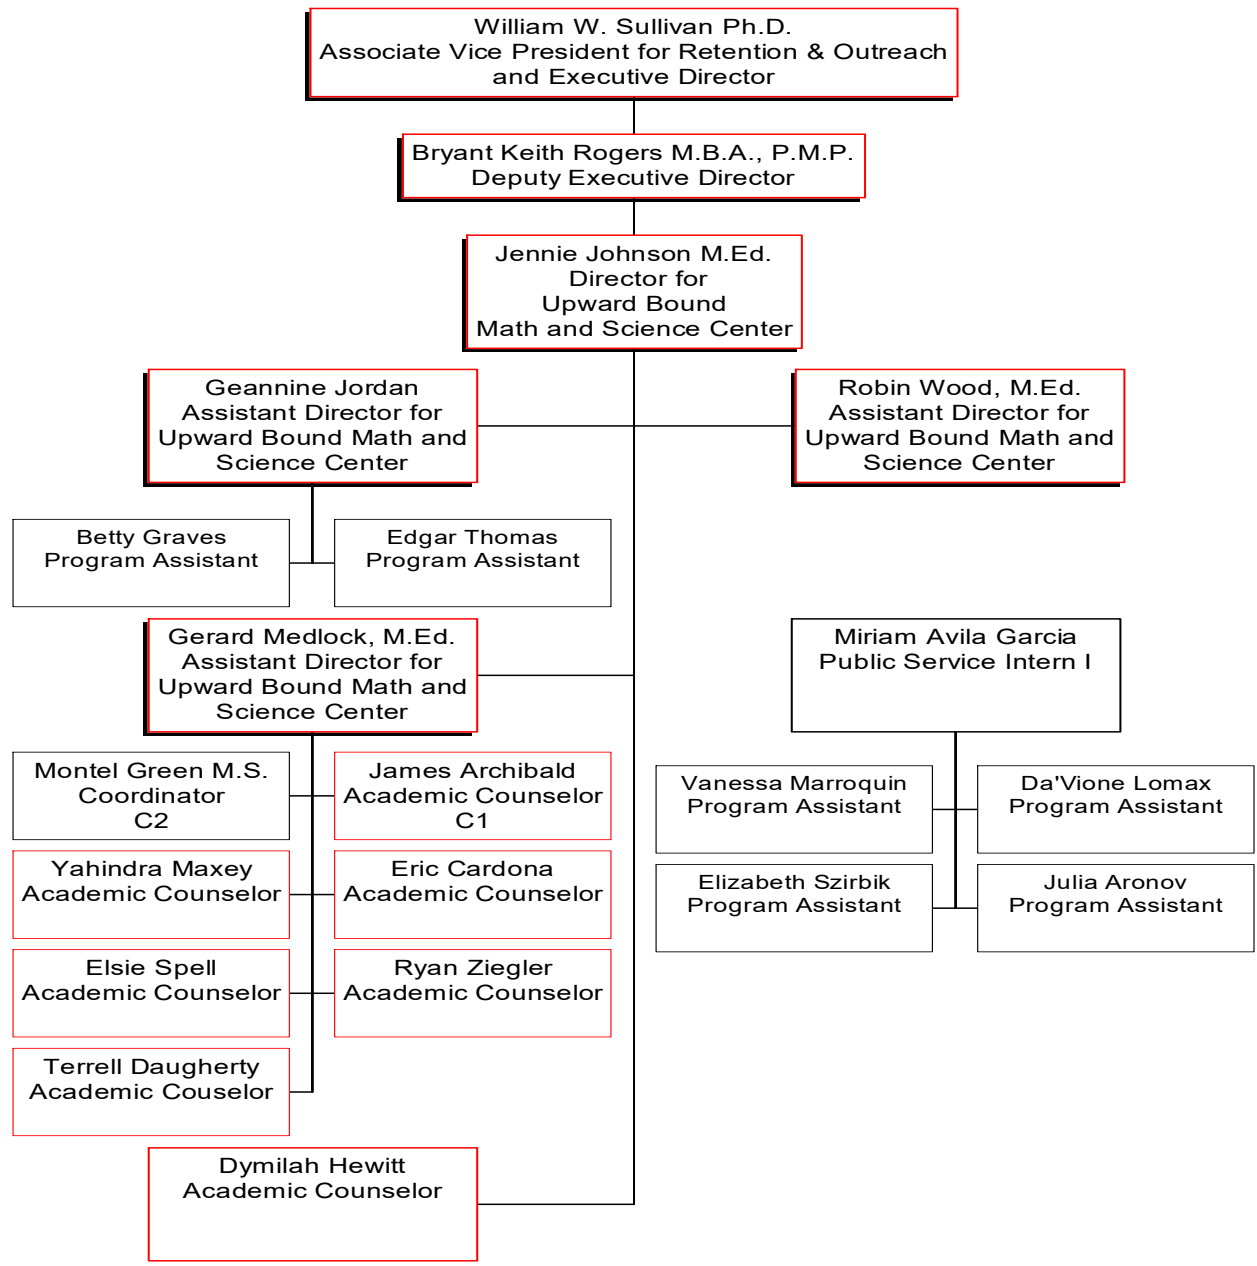 William W. Sullivan Ph.D.
Associate Vice President for Retention & Outreach
and Executive Director
Bryant Keith Rogers M.B.A., P.M.P.
Deputy Executive Director
Jennie Johnson M.Ed.
Director for
Upward Bound
Math and Science Center
Geannine Jordan
Assistant Director for
Upward Bound Math and
Science Center
Robin Wood, M.Ed.
Assistant Director for
Upward Bound Math and
Science Center
Betty Graves
Program Assistant
Edgar Thomas
Program Assistant
Gerard Medlock, M.Ed.
Assistant Director for
Upward Bound Math and
Science Center
Miriam Avila Garcia
Public Service Intern I
Montel Green M.S.
Coordinator
C2
James Archibald
Academic Counselor
C1
Vanessa Marroquin
Program Assistant
Da'Vione Lomax
Program Assistant
Yahindra Maxey
Academic Counselor
Eric Cardona
Academic Counselor
Elizabeth Szirbik
Program Assistant
Julia Aronov
Program Assistant
Elsie Spell
Academic Counselor
Ryan Ziegler
Academic Counselor
Terrell Daugherty
Academic Couselor
Dymilah Hewitt
Academic Counselor